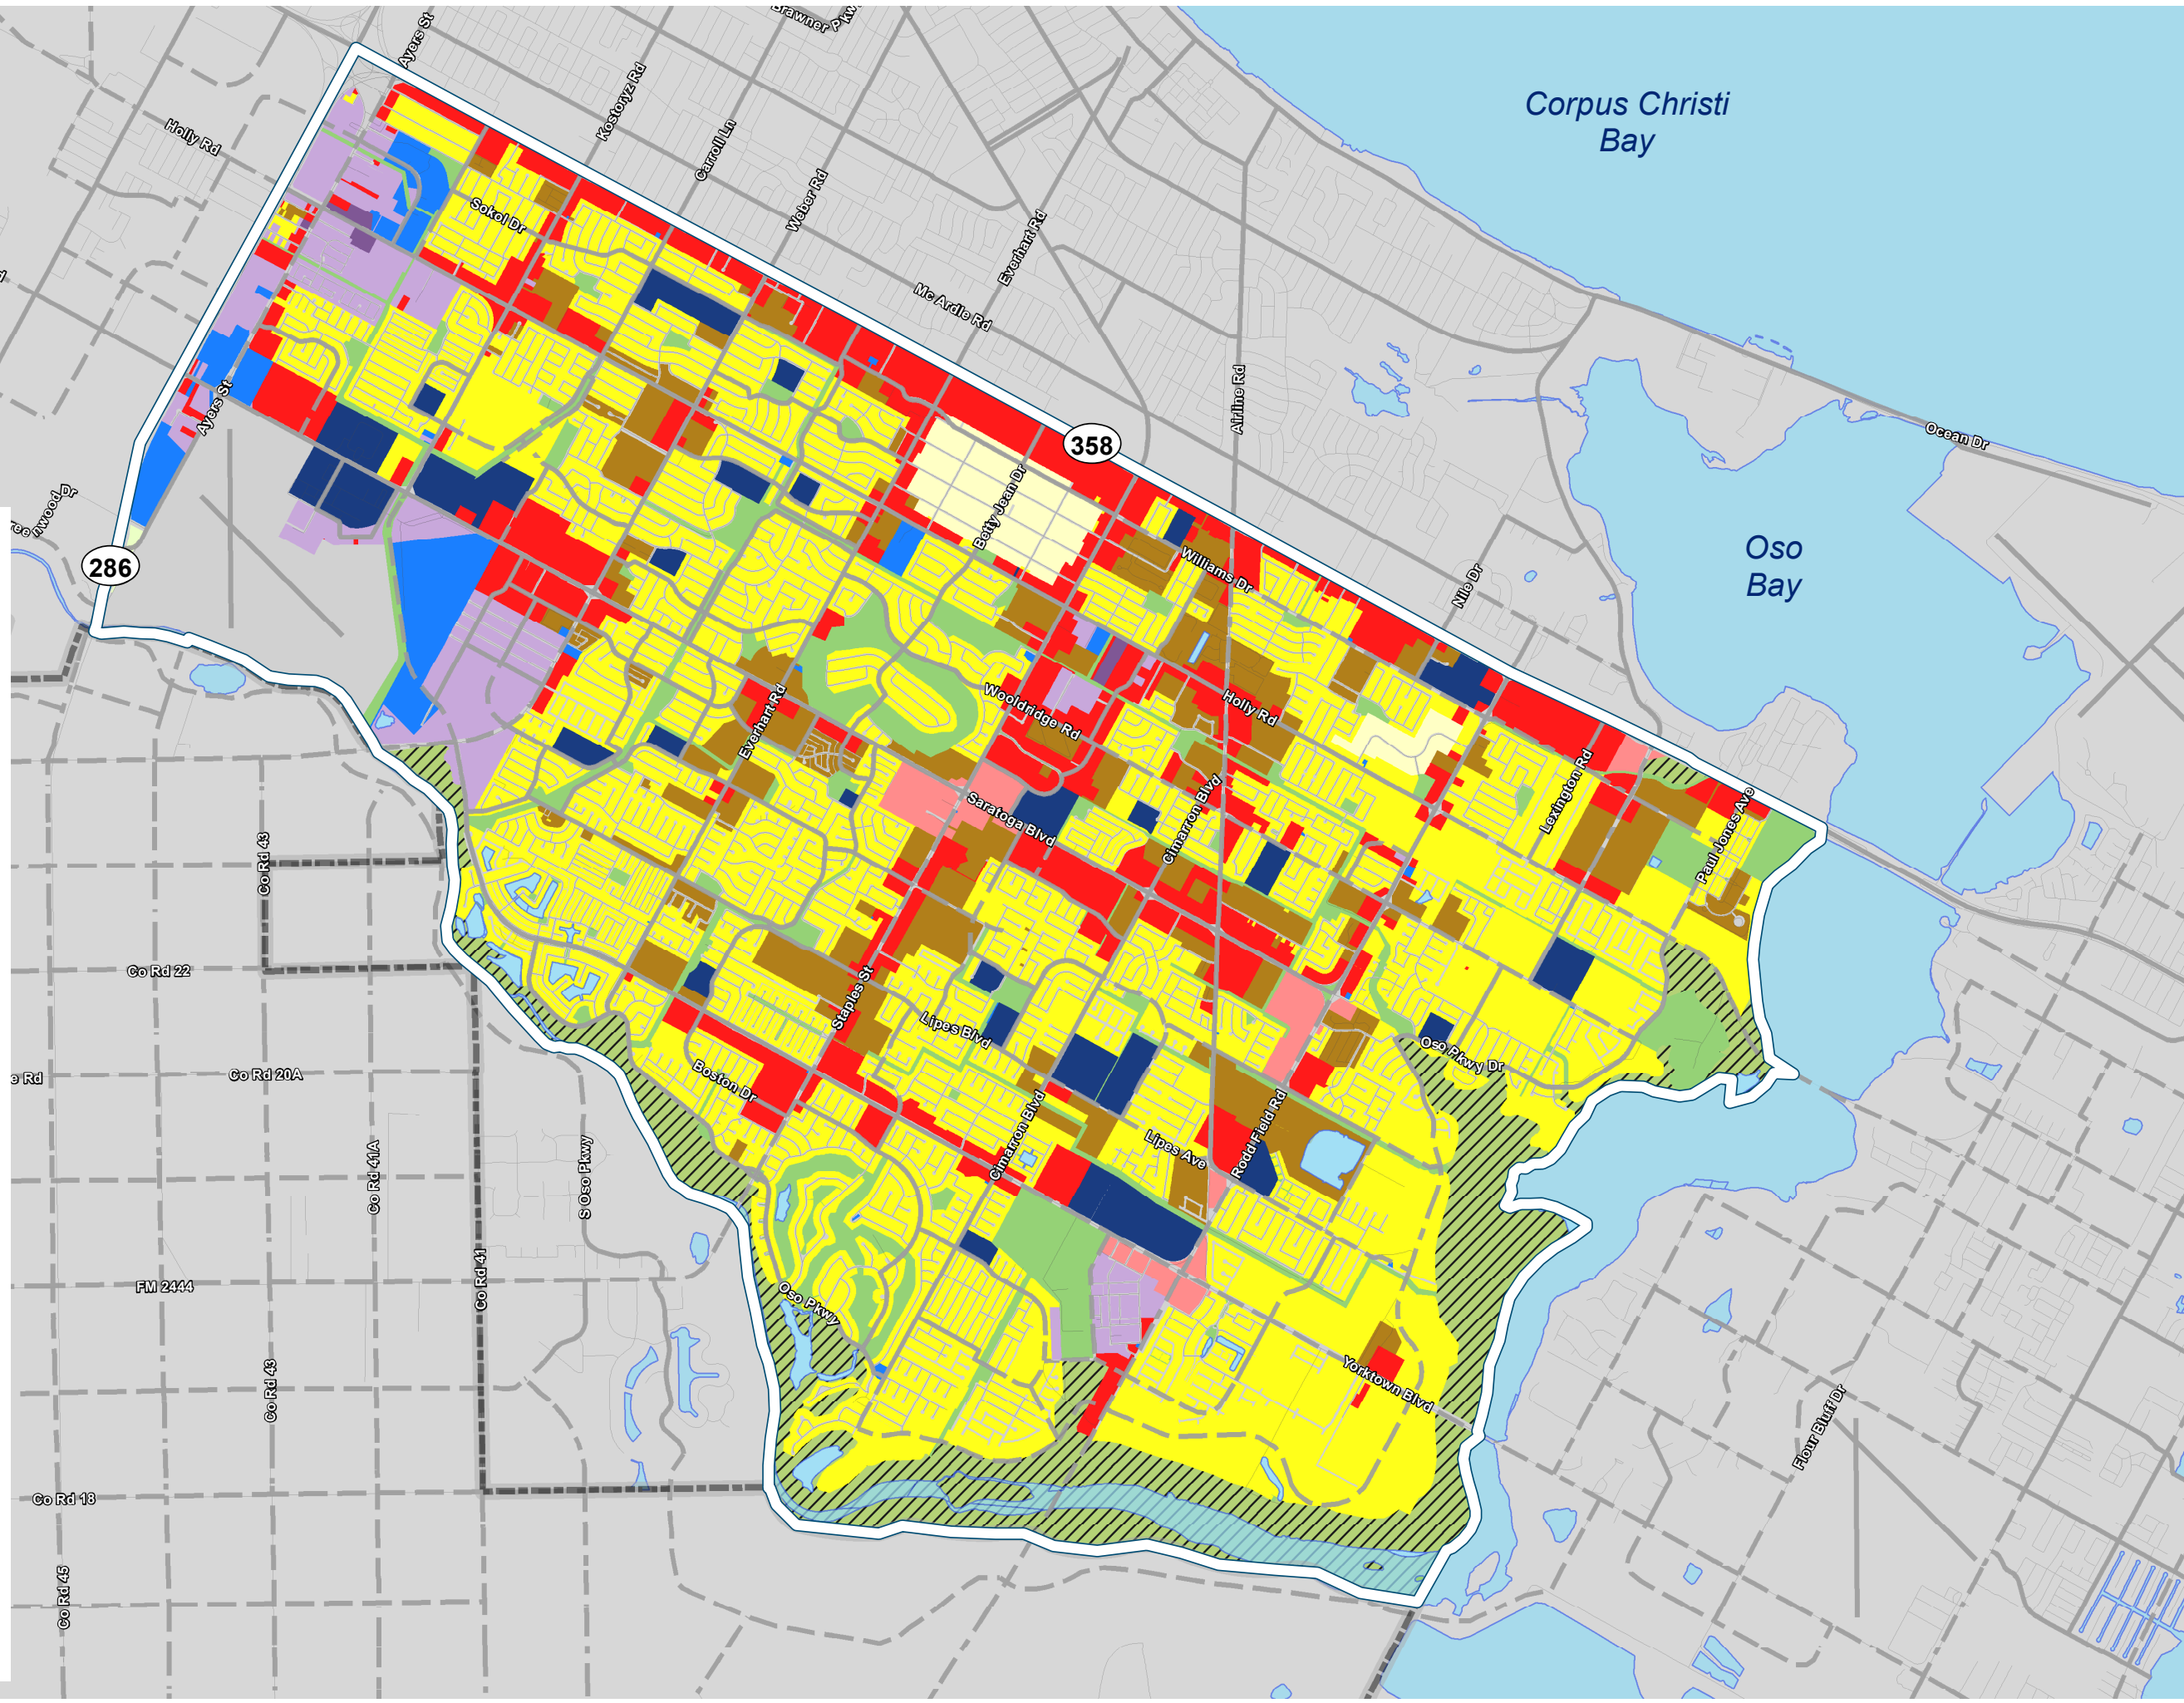 Brawner Pkwy
Ayers St
Kostoryz Rd
Carroll Ln
Holly Rd
Weber Rd
Sokol Dr
Everhart Rd
Mc Ardle Rd
Corpus Christi
Bay
Airline Rd
Ocean Dr
358
Ayers St
Betty Jean Dr
Oso
Bay
286
Williams Dr
Nile Dr
Wooldridge Rd
Holly Rd
Everhart Rd
Saratoga Blvd
Cimarron Blvd
Lexington Rd
Paul Jones Ave
Co Rd 43
Co Rd 22
Staples St
Lipes Blvd
Oso Pkwy Dr
Co Rd 20A
Boston Dr
Cimarron Blvd
Lipes Ave
Rodd Field Rd
Co Rd 41A
S Oso Pkwy
Co Rd 41
FM 2444
Oso Pkwy
Co Rd 43
Yorktown Blvd
Flour Bluff Dr
Co Rd 18
Co Rd 45